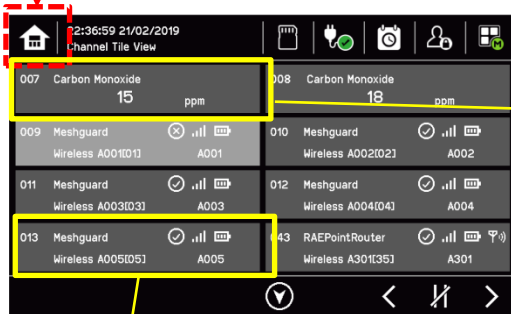 22:36:59 21/02/2019
Channel Tile View
007 Carbon Monoxide
15 ppm
008 Carbon Monoxide
18 ppm
009 Meshguard
Wireless A001[01] A001
010 Meshguard
Wireless A002[02] A002
011 Meshguard
Wireless A003[03] A003
012 Meshguard
Wireless A004[04] A004
013 Meshguard
Wireless A005[05] A005
043 RAEPointRouter
Wireless A301[35] A301
M